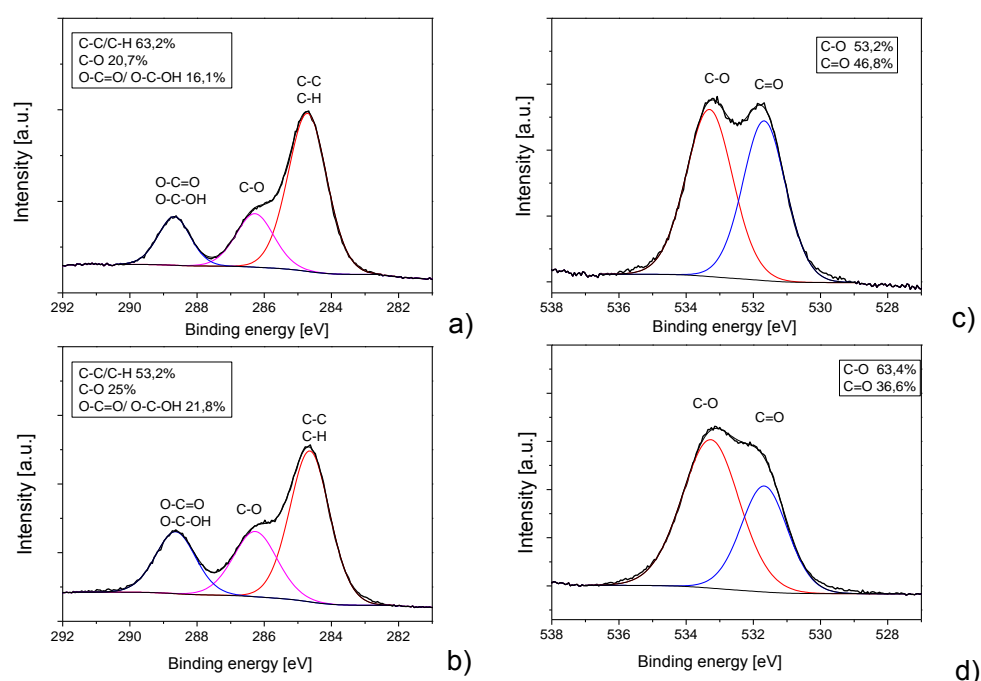 C-C/C-H 63,2%
C-O 20,7%
O-C=O/ O-C-OH 16,1%
C-C
C-H
O-C=O
O-C-OH
C-O
Intensity [a.u.]
292 290 288 286 284 282
Binding energy [eV]
a)
C-O 53,2%
C=O 46,8%
C-O
C=O
Intensity [a.u.]
538 536 534 532 530 528
Binding energy [eV]
c)
C-C/C-H 53,2%
C-O 25%
O-C=O/ O-C-OH 21,8%
C-C
C-H
O-C=O
O-C-OH
C-O
Intensity [a.u.]
292 290 288 286 284 282
Binding energy [eV]
b)
C-O 63,4%
C=O 36,6%
C-O
C=O
Intensity [a.u.]
538 536 534 532 530 528
Binding energy [eV]
d)